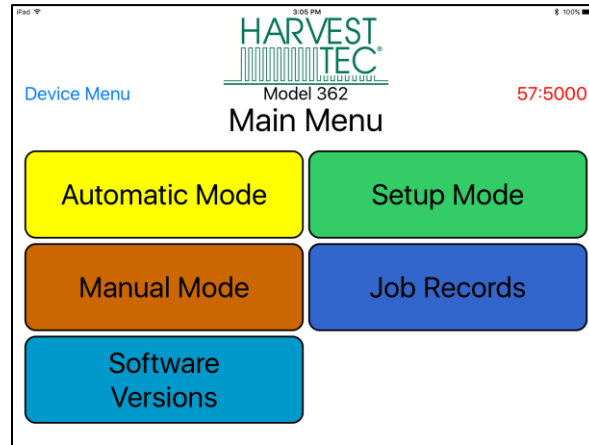 iPad
3:05 PM
100%
HARVEST
TEC®
Device Menu
Model 362
57:5000
Main Menu
Automatic Mode
Setup Mode
Manual Mode
Job Records
Software
Versions